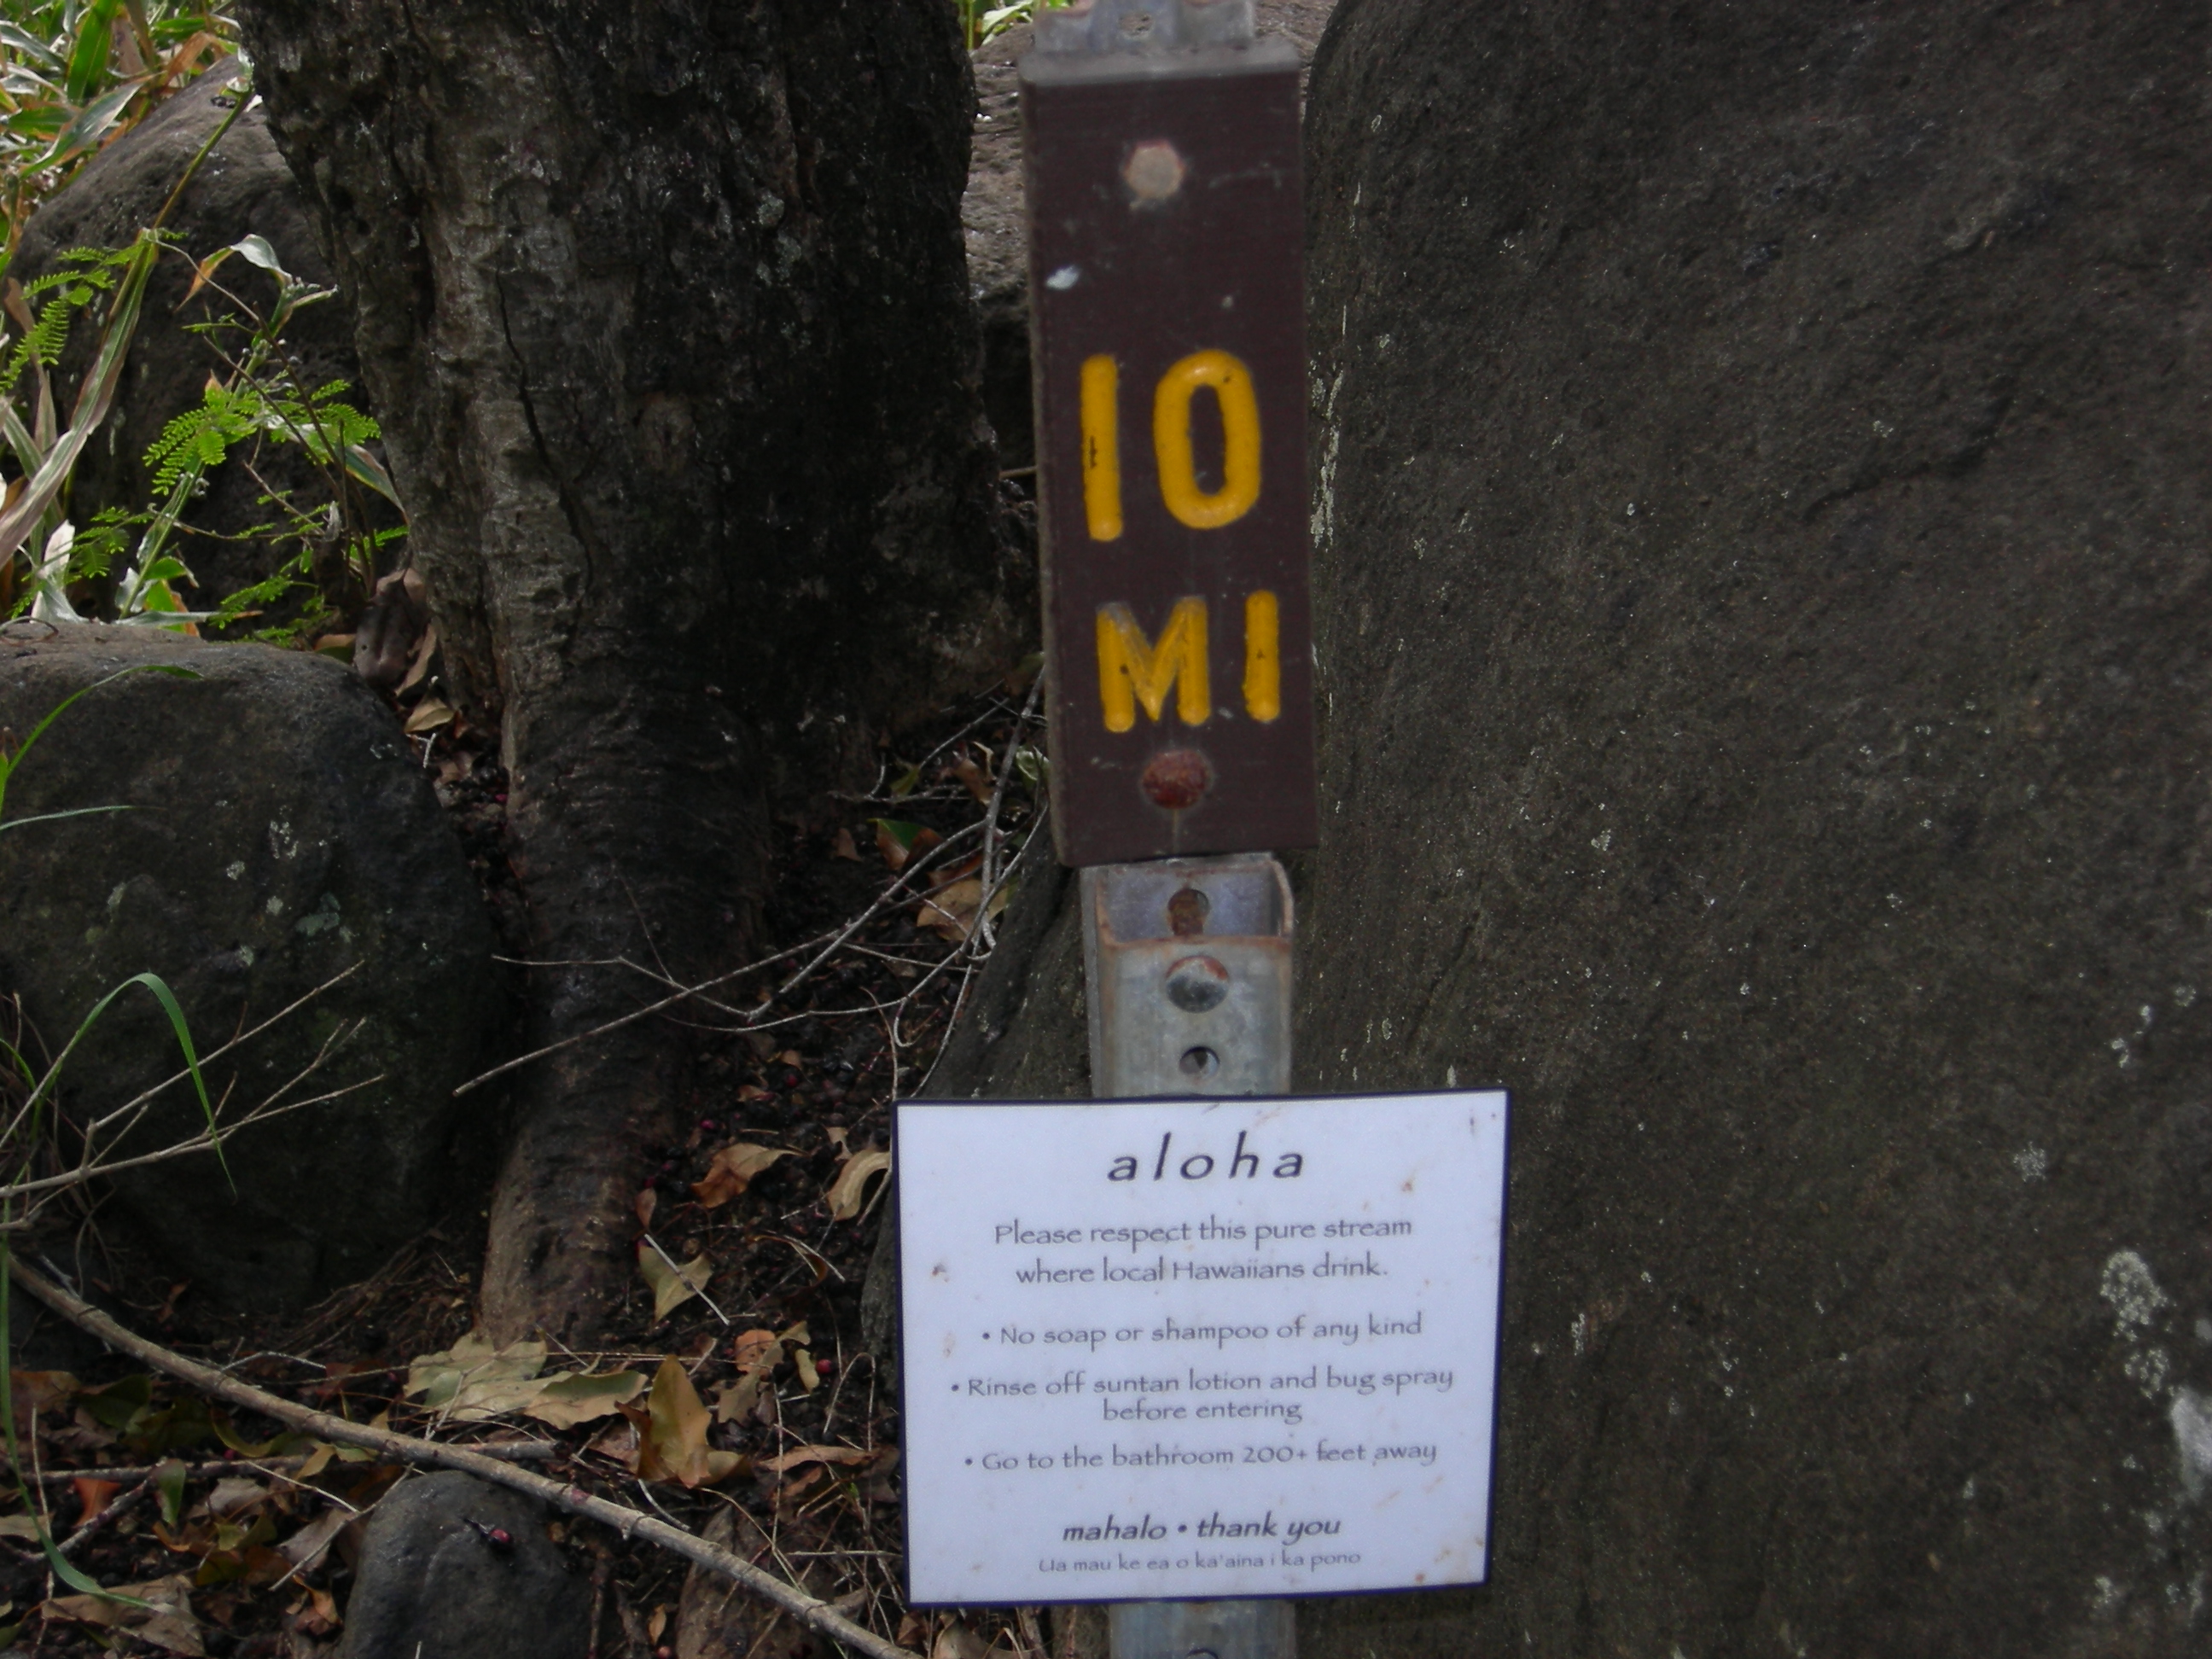 10
MI
aloha
Please respect this pure stream
where local Hawaiians drink.
• No soap or shampoo of any kind
• Rinse off suntan lotion and bug spray
before entering
• Go to the bathroom 200+ feet away
mahalo • thank you
Ua mau ke ea o ka'aina i ka pono